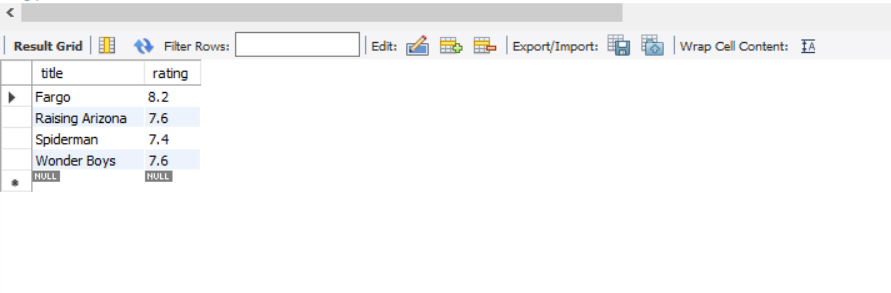 Result Grid Filter Rows: Edit: Export/Import: Wrap Cell Content: IA
title rating
Fargo 8.2
Raising Arizona 7.6
Spiderman 7.4
Wonder Boys 7.6
NULL NULL